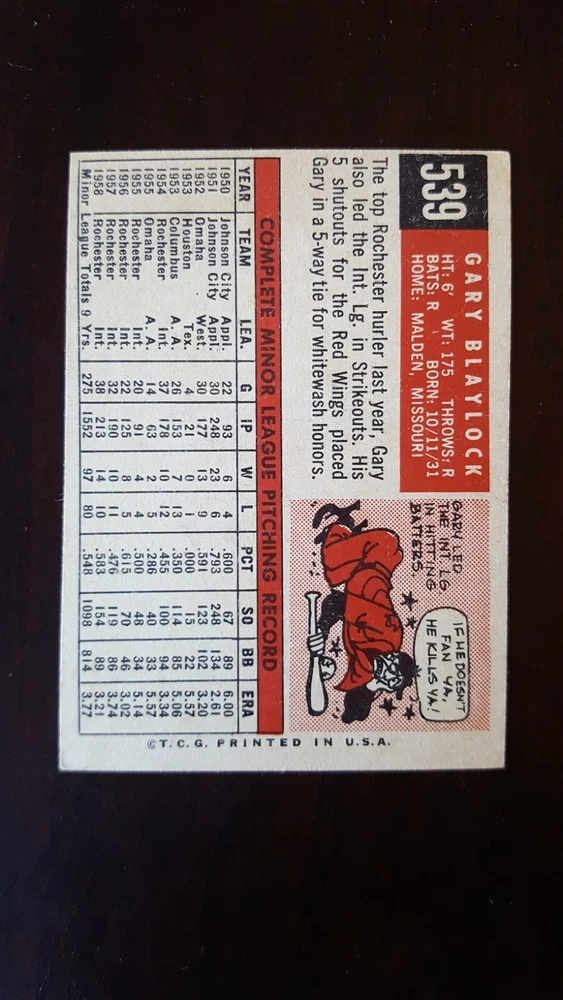 539
GARY BLAYLOCK
HT: 6' WT: 175 THROWS: R
BATS: R BORN: 10/11/31
HOME: MALDEN, MISSOURI
The top Rochester hurler last year, Gary
also led the Int. Lg. in Strikeouts. His
5 shutouts for the Red Wings placed
Gary in a 5-way tie for whitewash honors.
GARY LED
THE INT LG.
IN HITTING
BATTERS.
IF HE DOESN'T
FAN YA,
HE KILLS YA!
COMPLETE MINOR LEAGUE PITCHING RECORD
YEAR TEAM LEA. G IP W L PCT SO BB ERA
1950 Johnson City Appl. 22 93 6 4 .600 67 89 6.00
1951 Johnson City Appl. 30 248 23 6 .793 248 134 2.61
1952 Omaha West. 30 177 13 9 .591 123 102 3.20
1953 Houston Tex. 4 21 0 1 .000 15 22 5.57
1953 Columbus A. A. 26 153 7 13 .350 114 85 5.06
1954 Rochester Int. 37 178 10 12 .455 100 94 3.34
1955 Omaha A. A. 14 63 2 5 .286 40 33 5.57
1955 Rochester Int. 20 91 4 4 .500 48 34 5.14
1956 Rochester Int. 22 125 8 5 .615 70 46 3.02
1957 Rochester Int. 32 190 10 11 .476 119 86 3.74
1958 Rochester Int. 38 213 14 10 .583 154 89 3.21
Minor League Totals 9 Yrs. 275 1552 97 80 .548 1098 814 3.77
©T. C. G. PRINTED IN U.S.A.